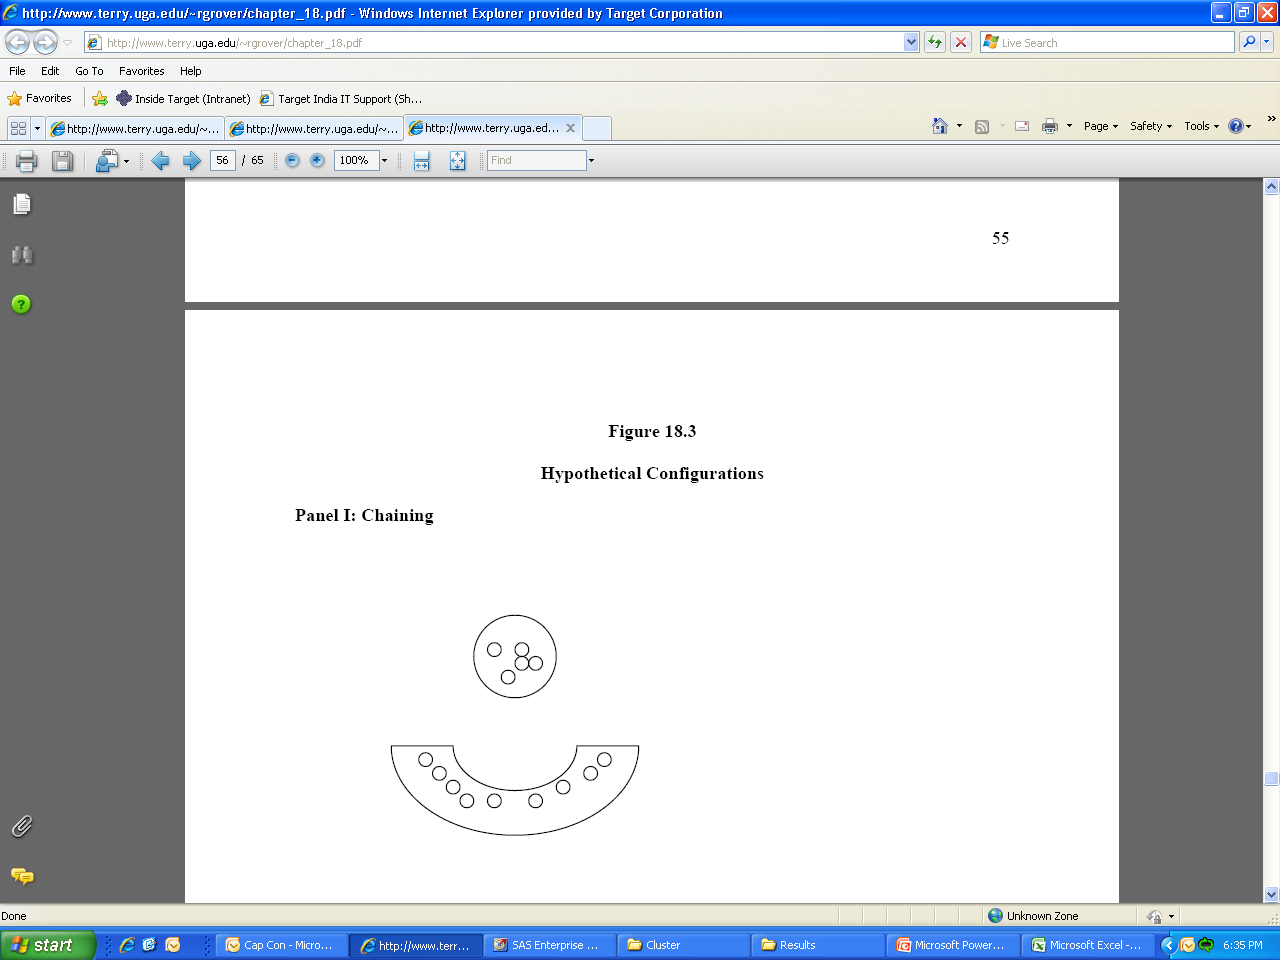 http://www.terry.uga.edu/~rgrover/chapter_18.pdf - Windows Internet Explorer provided by Target Corporation
http://www.terry.uga.edu/~rgrover/chapter_18.pdf
Live Search
File Edit Go To Favorites Help
Favorites Inside Target (Intranet) Target India IT Support (Sh...
http://www.terry.uga.edu/~... http://www.terry.uga.edu/~... http://www.terry.uga.ed... Page Safety Tools »
56 / 65 100% Find
55
Figure 18.3
Hypothetical Configurations
Panel I: Chaining
Done Unknown Zone
start Cap Con - Micro... http://www.terr... SAS Enterprise ... Cluster Results Microsoft Power... Microsoft Excel -... 6:35 PM